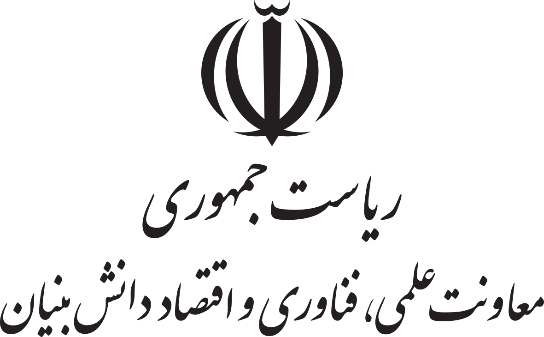 ریاست جمهوری
معاونت علمی، فناوری و اقتصاد دانش بنیان